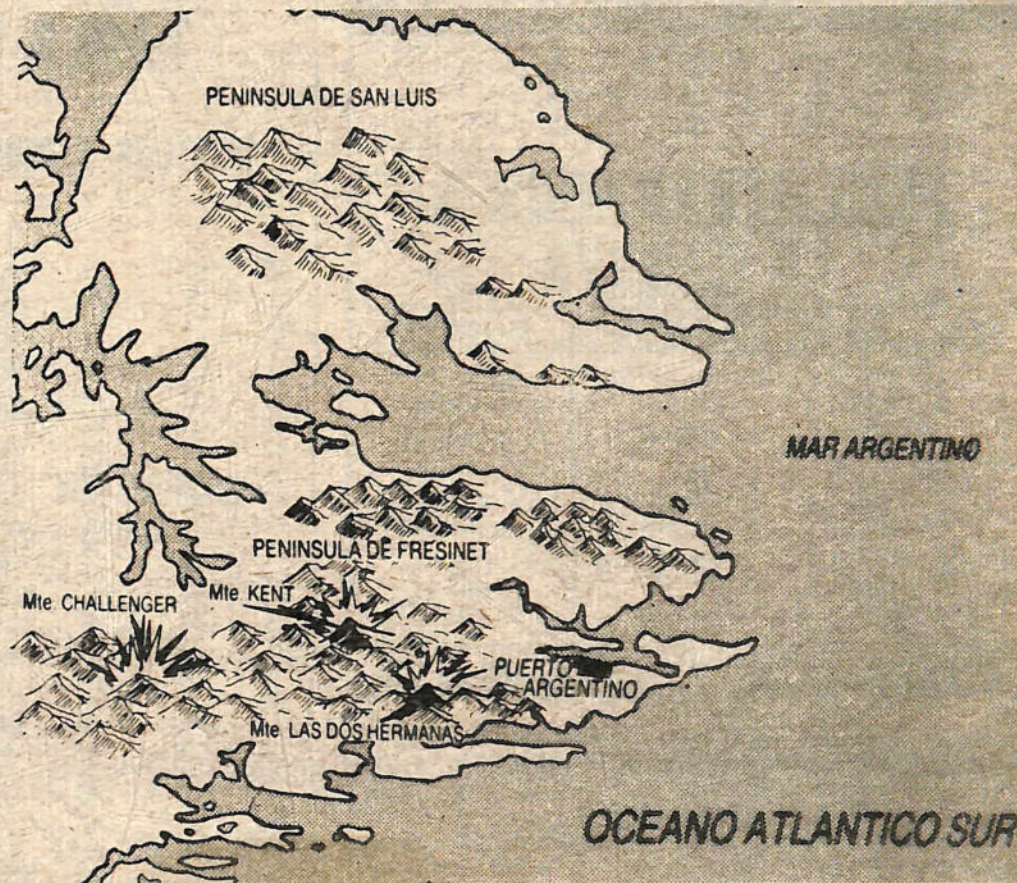 PENINSULA DE SAN LUIS
MAR ARGENTINO
PENINSULA DE FRESINET
Mte. KENT
Mte. CHALLENGER
PUERTO
ARGENTINO
Mte. LAS DOS HERMANAS
OCEANO ATLANTICO SUR